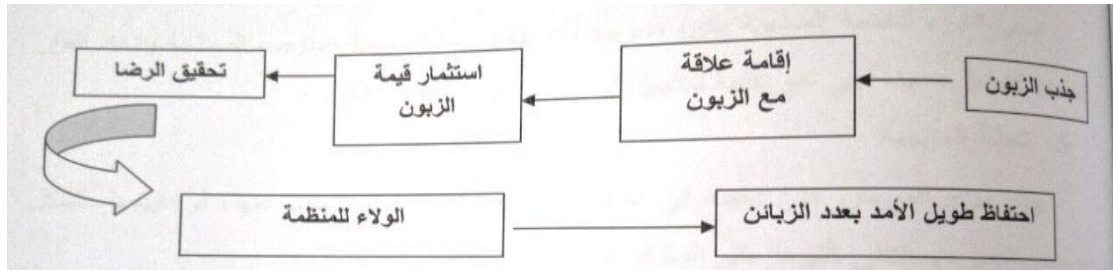 جذب الزبون
إقامة علاقة
مع الزبون
استثمار قيمة
الزبون
تحقيق الرضا
الولاء للمنظمة
احتفاظ طويل الأمد بعدد الزبائن